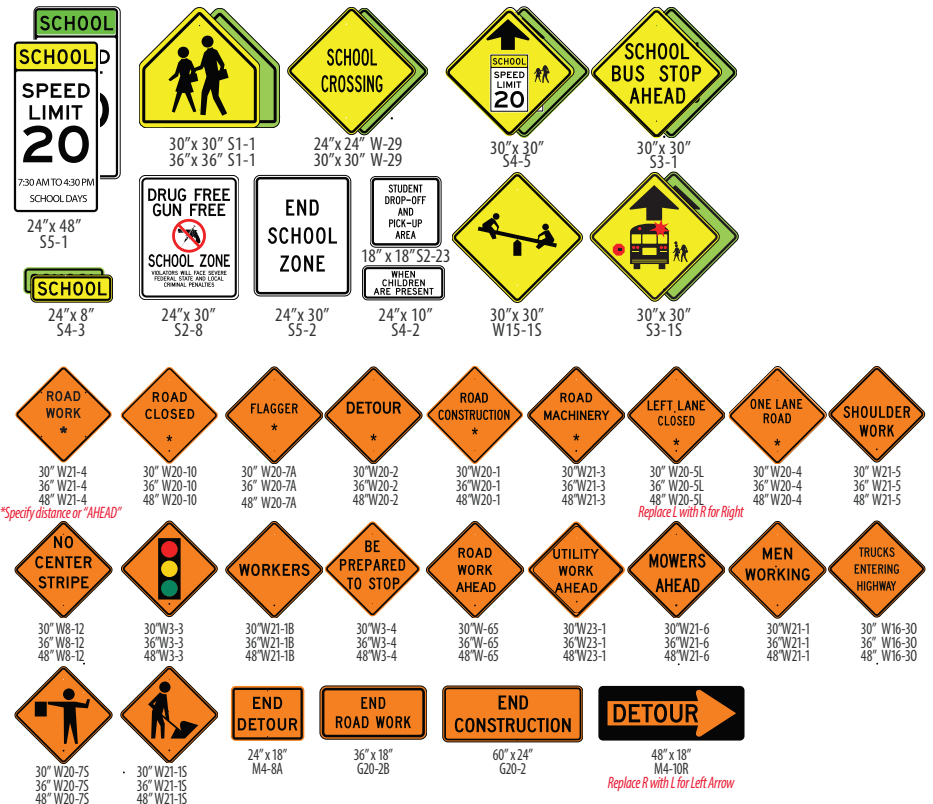 SCHOOL
SCHOOL
SPEED
LIMIT
20
7:30 AM TO 4:30 PM
SCHOOL DAYS
24"x 48"
S5-1
30"x 30" S1-1
36"x 36" S1-1
SCHOOL
CROSSING
24"x 24" W-29
30"x 30" W-29
SCHOOL
SPEED
LIMIT
20
30"x 30"
S4-5
SCHOOL
BUS STOP
AHEAD
30"x 30"
S3-1
SCHOOL
24"x 8"
S4-3
DRUG FREE
GUN FREE
SCHOOL ZONE
VIOLATORS WILL FACE SEVERE
FEDERAL STATE AND LOCAL
CRIMINAL PENALTIES
24"x 30"
S2-8
END
SCHOOL
ZONE
24"x 30"
S5-2
STUDENT
DROP-OFF
AND
PICK-UP
AREA
18" x 18" S2-23
WHEN
CHILDREN
ARE PRESENT
24"x 10"
S4-2
30"x 30"
W15-1S
30"x 30"
S3-1S
ROAD
WORK
*
30" W21-4
36" W21-4
48" W21-4
*Specify distance or "AHEAD"
ROAD
CLOSED
*
30" W20-10
36" W20-10
48" W20-10
FLAGGER
*
30" W20-7A
36" W20-7A
48" W20-7A
DETOUR
*
30"W20-2
36"W20-2
48"W20-2
ROAD
CONSTRUCTION
*
30"W20-1
36"W20-1
48"W20-1
ROAD
MACHINERY
*
30"W21-3
36"W21-3
48"W21-3
LEFT LANE
CLOSED
*
30" W20-5L
36" W20-5L
48" W20-5L
Replace L with R for Right
ONE LANE
ROAD
*
30" W20-4
36" W20-4
48" W20-4
SHOULDER
WORK
30" W21-5
36" W21-5
48" W21-5
NO
CENTER
STRIPE
30" W8-12
36" W8-12
48" W8-12
30"W3-3
36"W3-3
48"W3-3
WORKERS
30"W21-1B
36"W21-1B
48"W21-1B
BE
PREPARED
TO STOP
30"W3-4
36"W3-4
48"W3-4
ROAD
WORK
AHEAD
30"W-65
36"W-65
48"W-65
UTILITY
WORK
AHEAD
30"W23-1
36"W23-1
48"W23-1
MOWERS
AHEAD
30"W21-6
36"W21-6
48"W21-6
MEN
WORKING
30"W21-1
36"W21-1
48"W21-1
TRUCKS
ENTERING
HIGHWAY
30" W16-30
36" W16-30
48" W16-30
30" W20-7S
36" W20-7S
48" W20-7S
30" W21-1S
36" W21-1S
48" W21-1S
END
DETOUR
24"x 18"
M4-8A
END
ROAD WORK
36"x 18"
G20-2B
END
CONSTRUCTION
60"x 24"
G20-2
DETOUR
48"x 18"
M4-10R
Replace R with L for Left Arrow